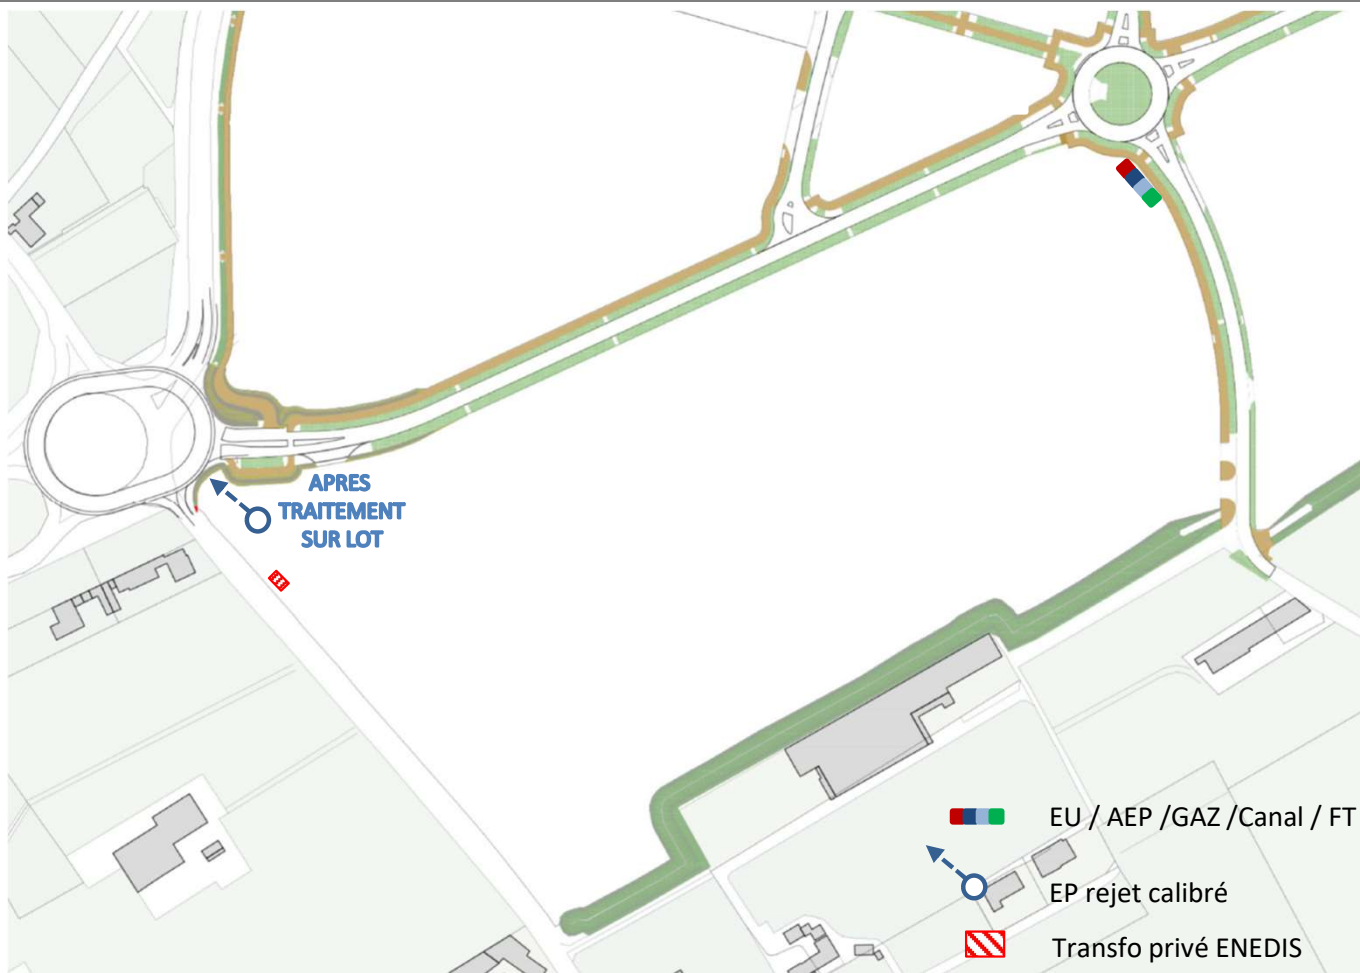 APRES
TRAITEMENT
SUR LOT
EU / AEP /GAZ /Canal / FT
EP rejet calibré
Transfo privé ENEDIS